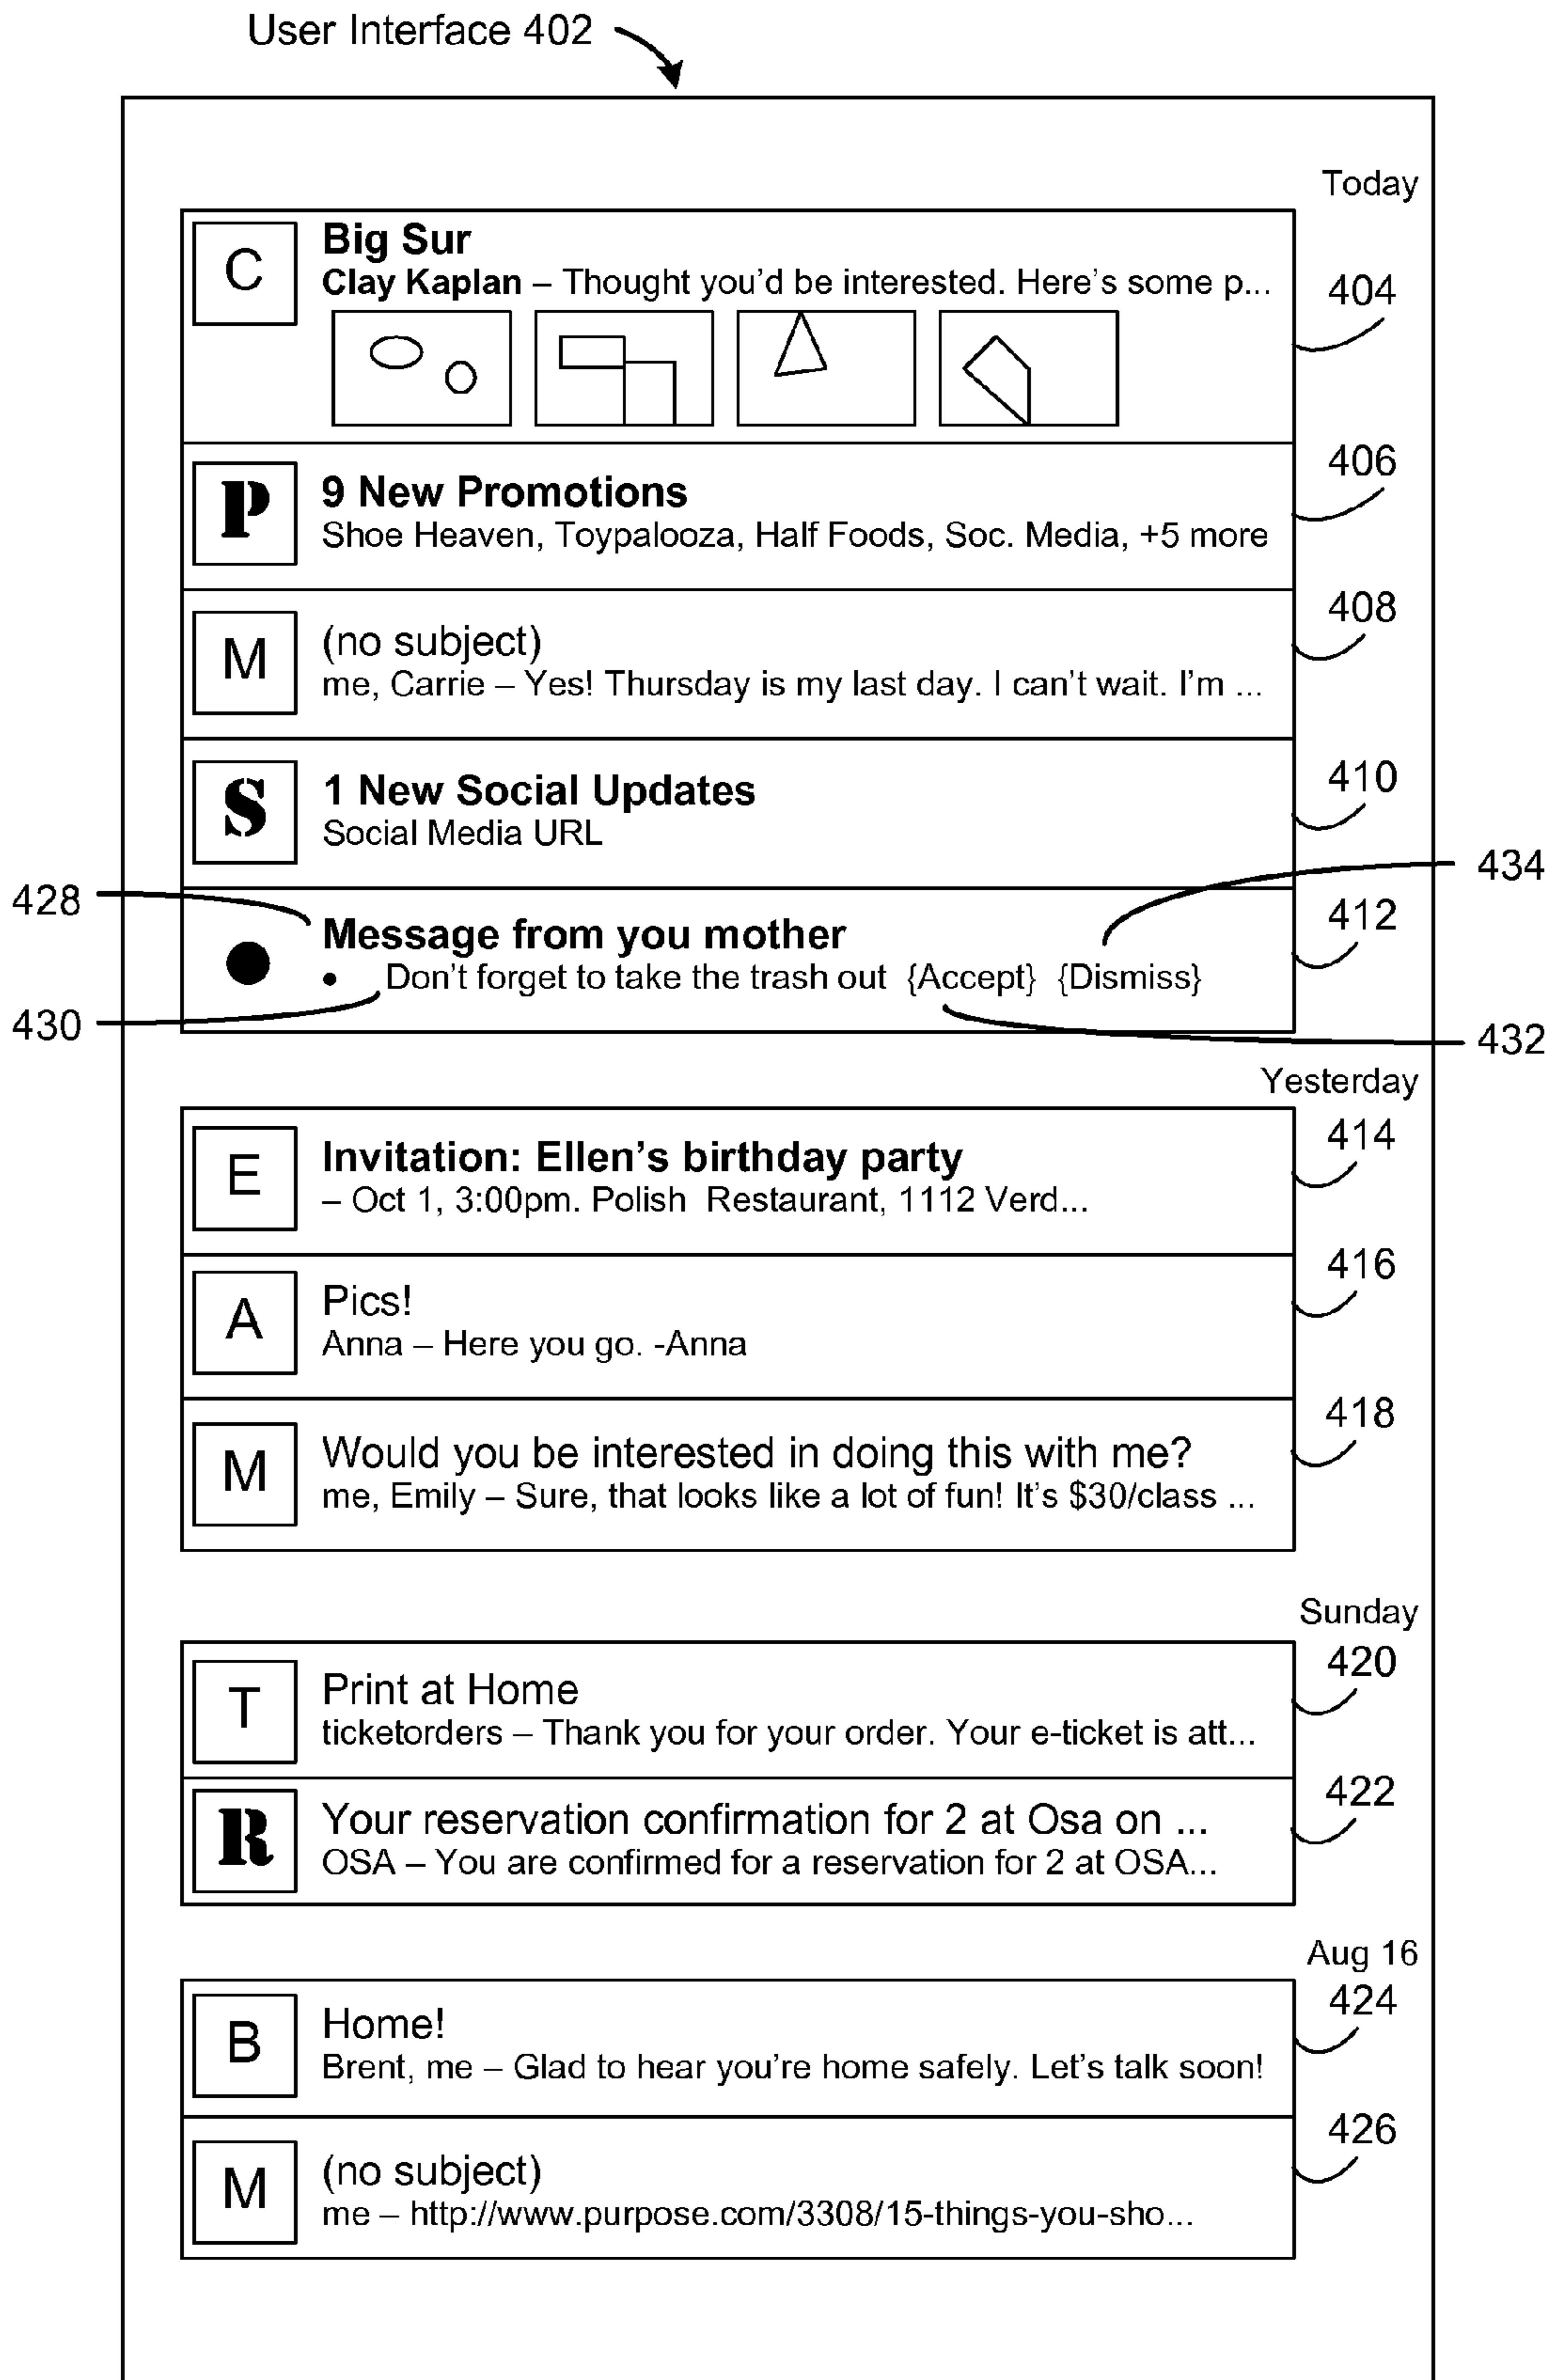 User Interface 402
Today
C
Big Sur
Clay Kaplan – Thought you'd be interested. Here's some p...
404
P
9 New Promotions
Shoe Heaven, Toypalooza, Half Foods, Soc. Media, +5 more
406
M
(no subject)
me, Carrie – Yes! Thursday is my last day. I can't wait. I'm ...
408
S
1 New Social Updates
Social Media URL
410
434
428
Message from you mother
412
• Don't forget to take the trash out {Accept} {Dismiss}
430
432
Yesterday
E
Invitation: Ellen's birthday party
– Oct 1, 3:00pm. Polish Restaurant, 1112 Verd...
414
A
Pics!
Anna – Here you go. -Anna
416
M
Would you be interested in doing this with me?
me, Emily – Sure, that looks like a lot of fun! It's $30/class ...
418
Sunday
T
Print at Home
ticketorders – Thank you for your order. Your e-ticket is att...
420
R
Your reservation confirmation for 2 at Osa on ...
OSA – You are confirmed for a reservation for 2 at OSA...
422
Aug 16
B
Home!
Brent, me – Glad to hear you're home safely. Let's talk soon!
424
M
(no subject)
me – http://www.purpose.com/3308/15-things-you-sho...
426